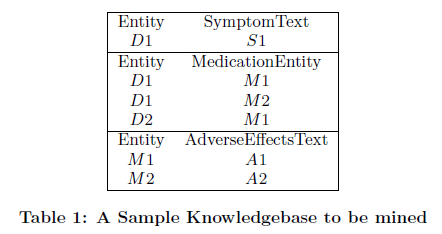 Entity SymptomText
D1 S1
Entity MedicationEntity
D1 M1
D1 M2
D2 M1
Entity AdverseEffectsText
M1 A1
M2 A2
Table 1: A Sample Knowledgebase to be mined